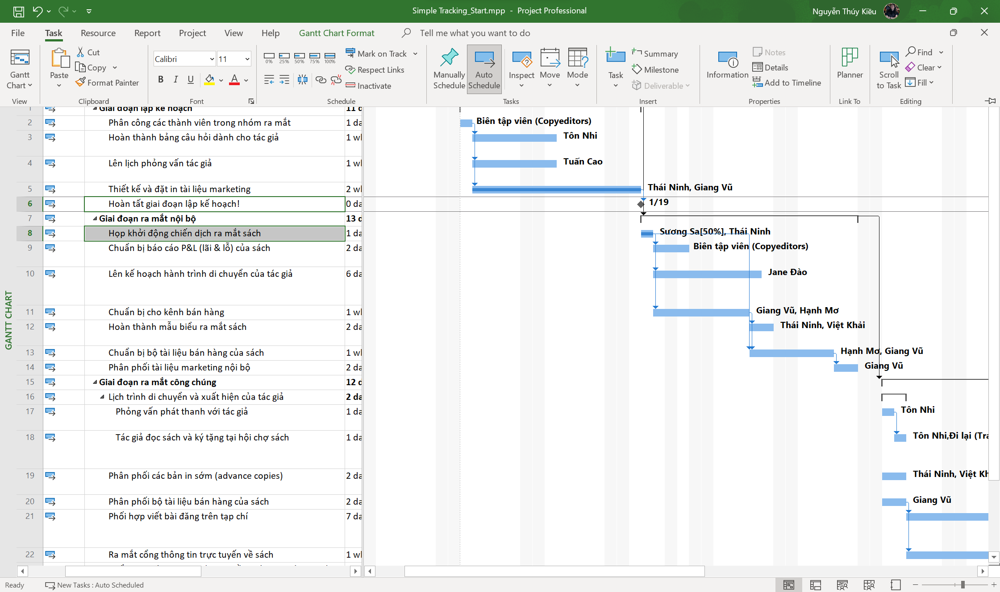 Simple Tracking_Start.mpp - Project Professional
Nguyễn Thúy Kiều
File Task Resource Report Project View Help Gantt Chart Format Tell me what you want to do
Gantt Chart
View
Paste
Cut
Copy
Format Painter
Clipboard
Calibri 11
B I U A
Font
0% 25% 50% 75% 100%
Mark on Track
Respect Links
Inactivate
Schedule
Manually Schedule
Auto Schedule
Inspect
Move
Mode
Tasks
Task
Summary
Milestone
Deliverable
Insert
Information
Notes
Details
Add to Timeline
Properties
Planner
Link To
Scroll to Task
Find
Clear
Fill
Editing
GANTT CHART
1 Giai đoạn lập kế hoạch 11 d
2 Phân công các thành viên trong nhóm ra mắt 1 da Biên tập viên (Copyeditors)
3 Hoàn thành bảng câu hỏi dành cho tác giả 1 wl Tôn Nhi
4 Lên lịch phỏng vấn tác giả 1 wl Tuấn Cao
5 Thiết kế và đặt in tài liệu marketing 2 wl Thái Ninh, Giang Vũ
6 Hoàn tất giai đoạn lập kế hoạch! 0 da 1/19
7 Giai đoạn ra mắt nội bộ 13 d
8 Họp khởi động chiến dịch ra mắt sách 1 da Sương Sa[50%], Thái Ninh
9 Chuẩn bị báo cáo P&L (lãi & lỗ) của sách 2 da Biên tập viên (Copyeditors)
10 Lên kế hoạch hành trình di chuyển của tác giả 6 da Jane Đào
11 Chuẩn bị cho kênh bán hàng 1 wl Giang Vũ, Hạnh Mơ
12 Hoàn thành mẫu biểu ra mắt sách 2 da Thái Ninh, Việt Khải
13 Chuẩn bị bộ tài liệu bán hàng của sách 1 wl Hạnh Mơ, Giang Vũ
14 Phân phối tài liệu marketing nội bộ 2 da Giang Vũ
15 Giai đoạn ra mắt công chúng 12 d
16 Lịch trình di chuyển và xuất hiện của tác giả 2 da
17 Phỏng vấn phát thanh với tác giả 1 da Tôn Nhi
18 Tác giả đọc sách và ký tặng tại hội chợ sách 1 da Tôn Nhi,Đi lại (Tra
19 Phân phối các bản in sớm (advance copies) 2 da Thái Ninh, Việt Kh
20 Phân phối bộ tài liệu bán hàng của sách 2 da Giang Vũ
21 Phối hợp viết bài đăng trên tạp chí 7 da
22 Ra mắt cổng thông tin trực tuyến về sách 1 wl
Ready New Tasks : Auto Scheduled